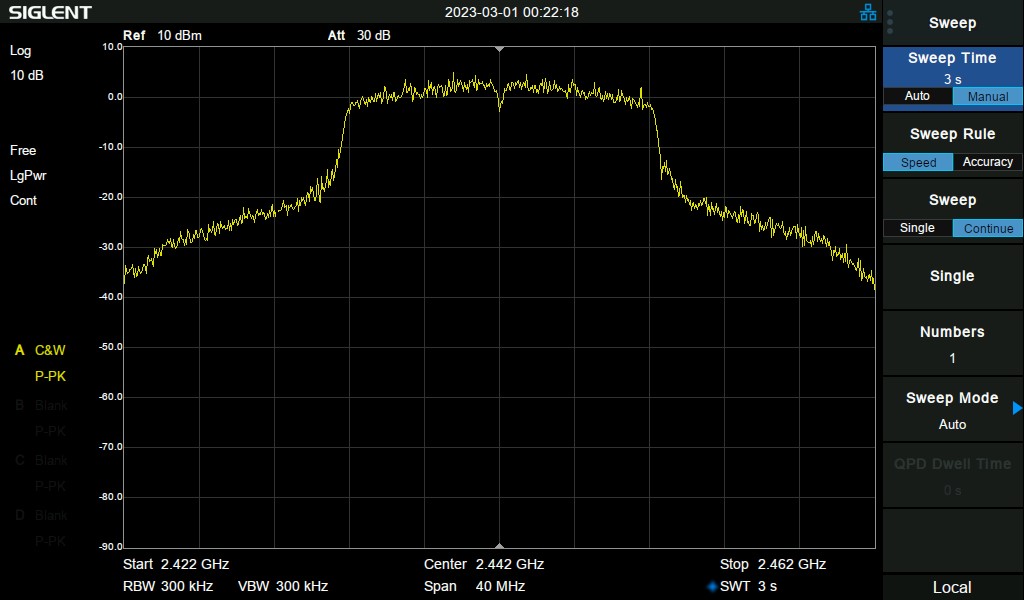 SIGLENT 2023-03-01 00:22:18
Sweep
Ref 10 dBm Att 30 dB
Log
10 dB
Free
LgPwr
Cont
A C&W
P-PK
B Blank
P-PK
C Blank
P-PK
D Blank
P-PK
10.0
0.0
-10.0
-20.0
-30.0
-40.0
-50.0
-60.0
-70.0
-80.0
-90.0
Start 2.422 GHz Center 2.442 GHz Stop 2.462 GHz
RBW 300 kHz VBW 300 kHz Span 40 MHz SWT 3 s
Sweep Time
3 s
Auto Manual
Sweep Rule
Speed Accuracy
Sweep
Single Continue
Single
Numbers
1
Sweep Mode
Auto
QPD Dwell Time
0 s
Local